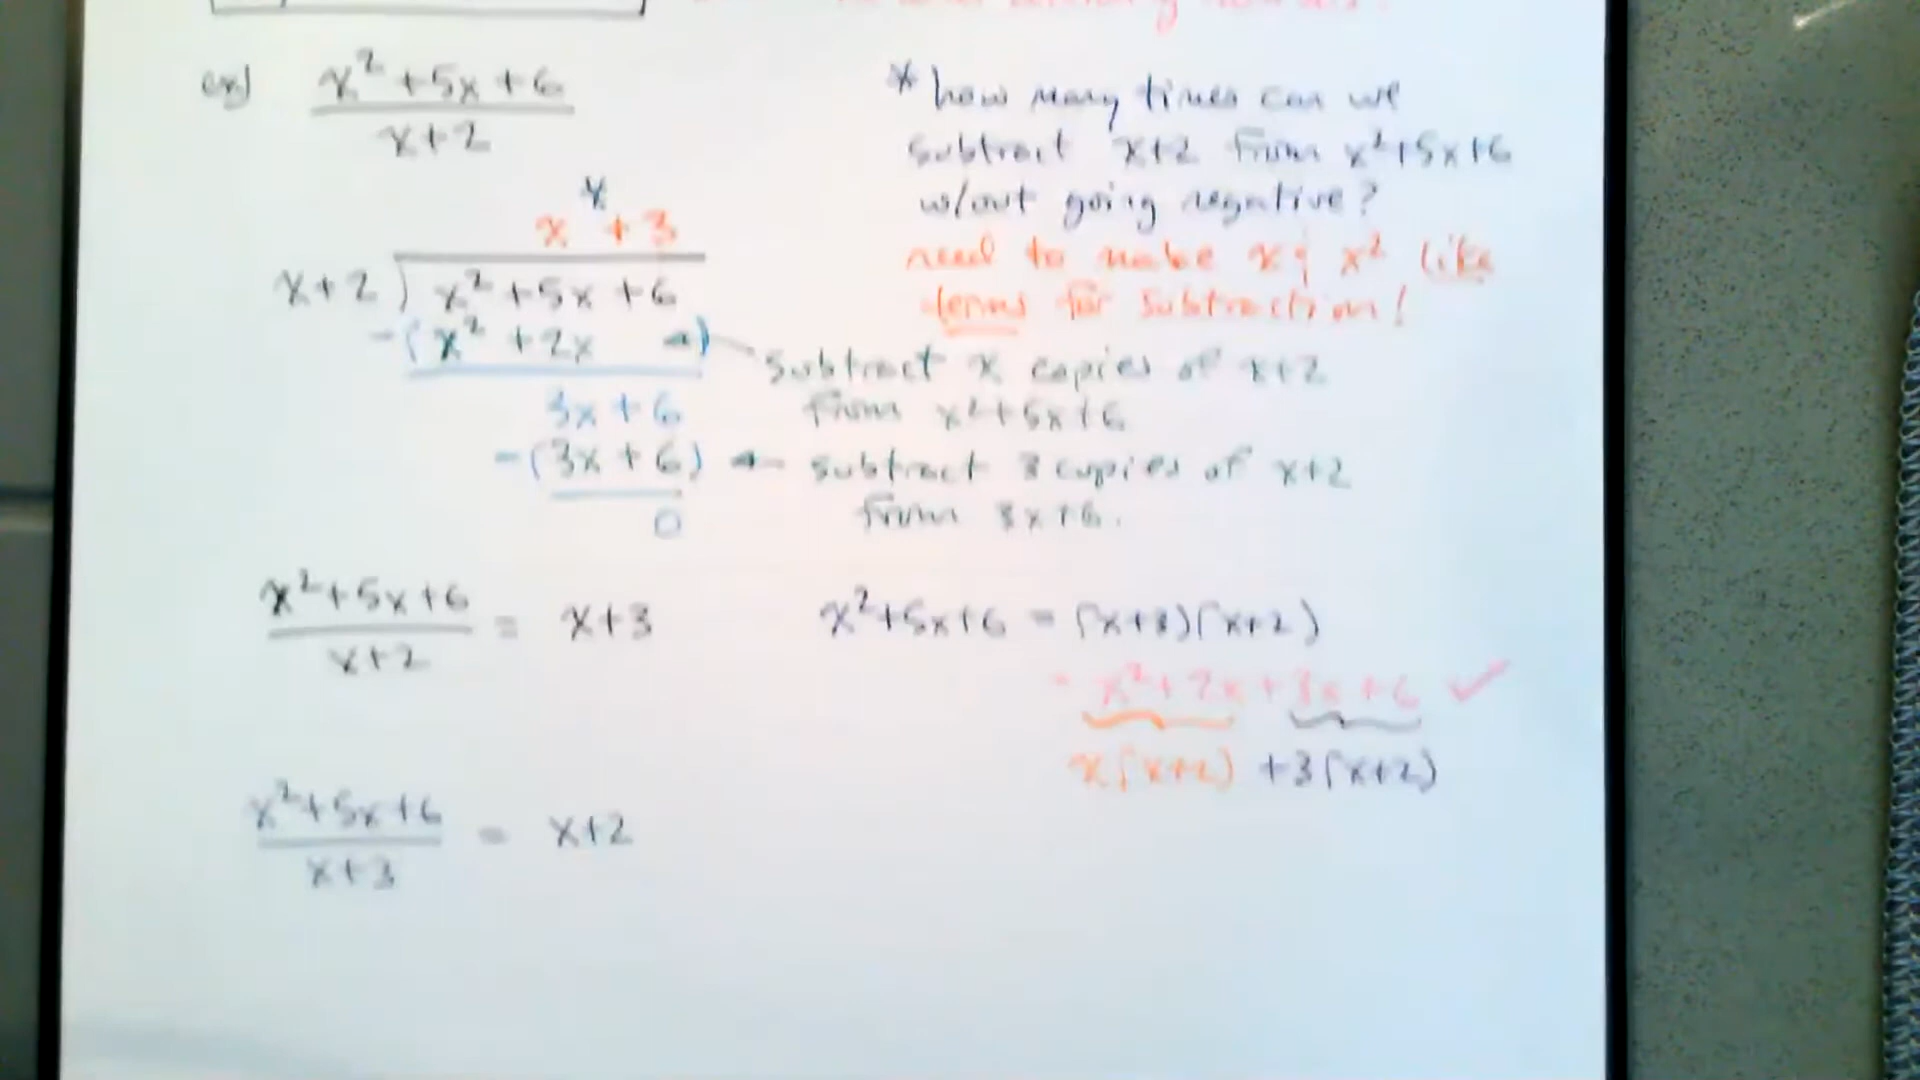 ex) x²+5x+6
x+2
* how many times can we
subtract x+2 from x²+5x+6
w/out going negative?
need to make x & x² like
terms for subtraction!
x
x + 3
x+2 ) x² +5x +6
-( x² +2x )
subtract x copies of x+2
from x²+5x+6
3x + 6
-(3x + 6) ← subtract 3 copies of x+2
from 3x+6.
0
x²+5x+6 = x+3
x+2
x²+5x+6 = (x+3)(x+2)
= x²+2x+3x+6 ✓
x(x+2) +3(x+2)
x²+5x+6 = x+2
x+3